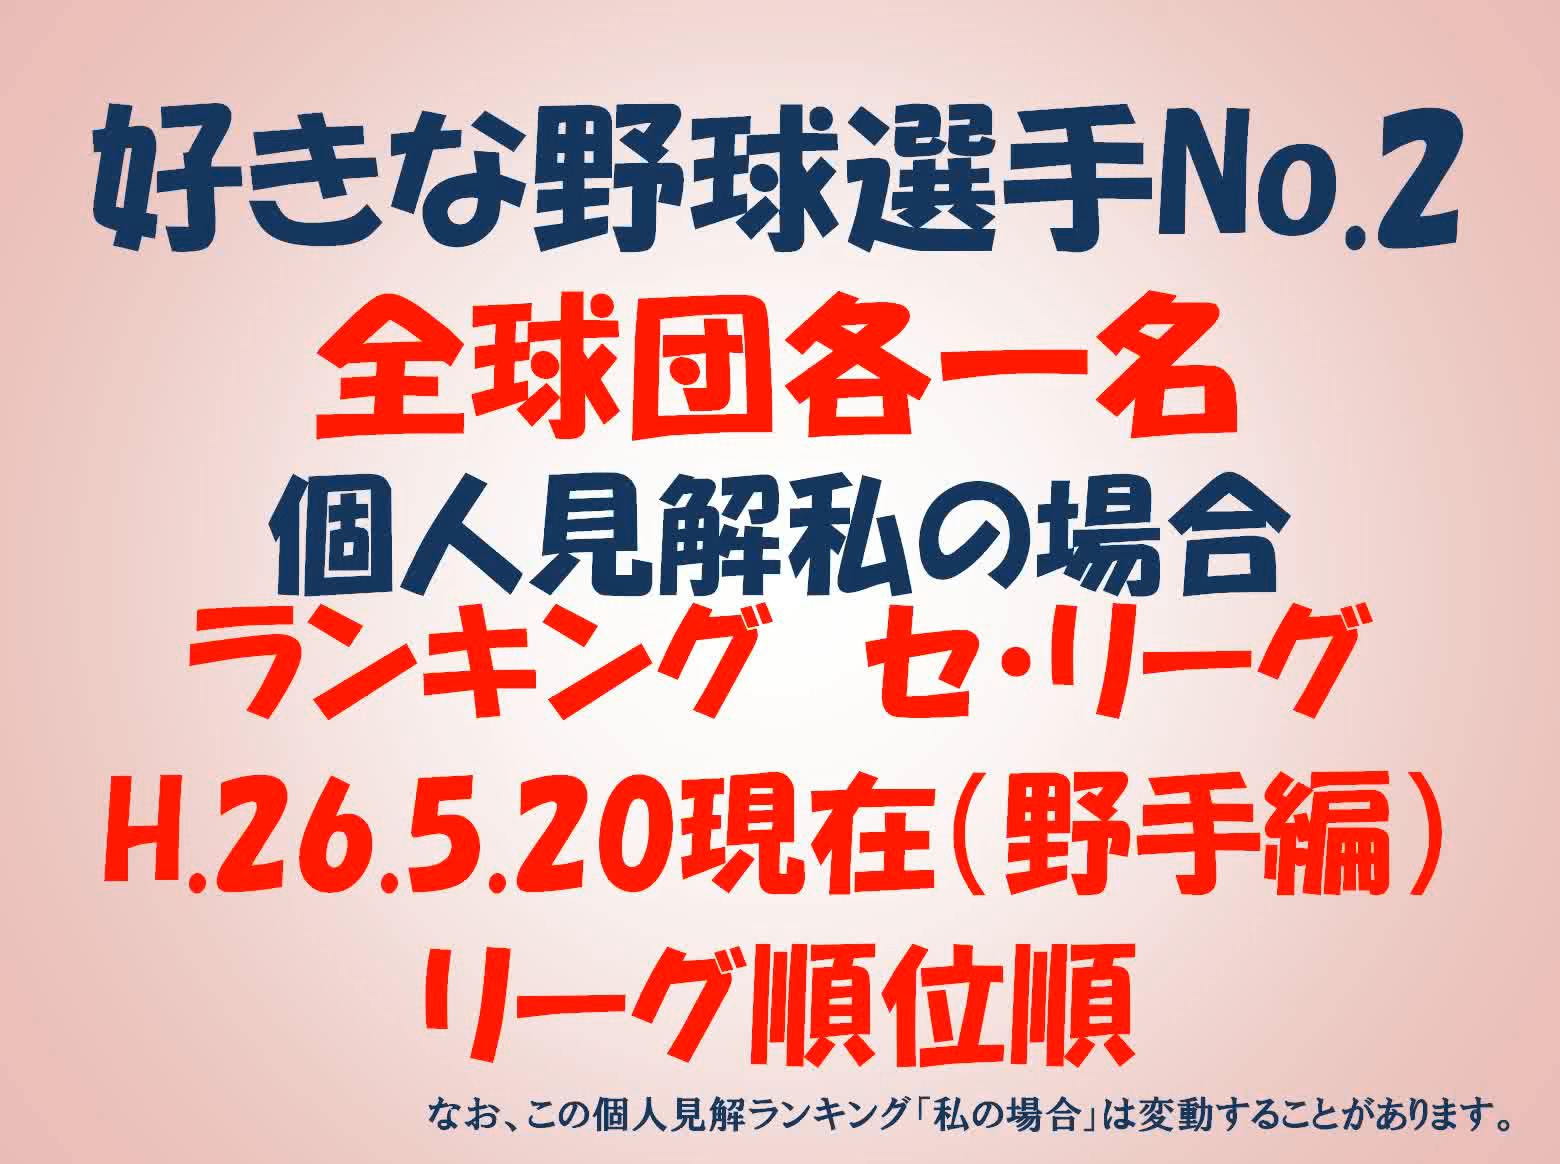 好きな野球選手No.2
全球団各一名
個人見解私の場合
ランキング　セ・リーグ
H.26.5.20現在（野手編）
リーグ順位順
なお、この個人見解ランキング「私の場合」は変動することがあります。